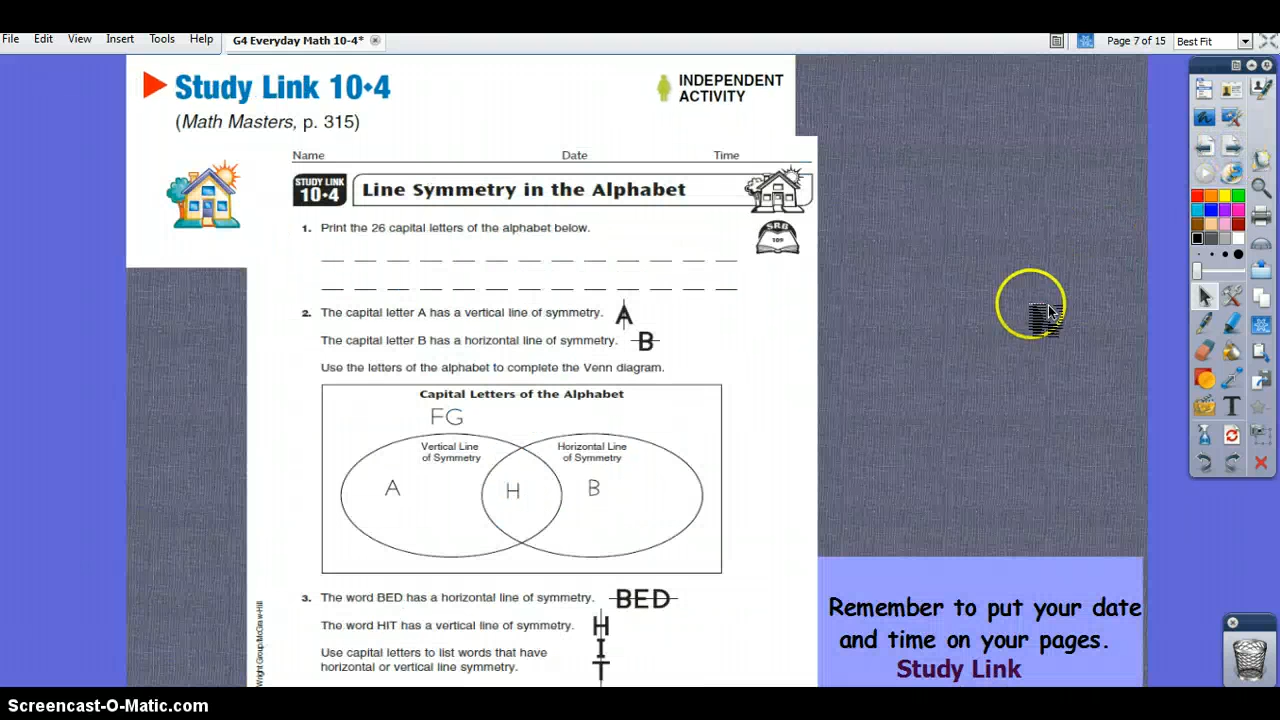 File Edit View Insert Tools Help G4 Everyday Math 10-4* Page 7 of 15 Best Fit
Study Link 10•4
INDEPENDENT
ACTIVITY
(Math Masters, p. 315)
Name Date Time
STUDY LINK
10•4
Line Symmetry in the Alphabet
SRB
109
1. Print the 26 capital letters of the alphabet below.
2. The capital letter A has a vertical line of symmetry. A
The capital letter B has a horizontal line of symmetry. B
Use the letters of the alphabet to complete the Venn diagram.
Capital Letters of the Alphabet
FG
Vertical Line
of Symmetry
Horizontal Line
of Symmetry
A H B
3. The word BED has a horizontal line of symmetry. BED
The word HIT has a vertical line of symmetry. H
I
T
Use capital letters to list words that have
horizontal or vertical line symmetry.
Wright Group/McGraw-Hill
Remember to put your date
and time on your pages.
Study Link
Screencast-O-Matic.com